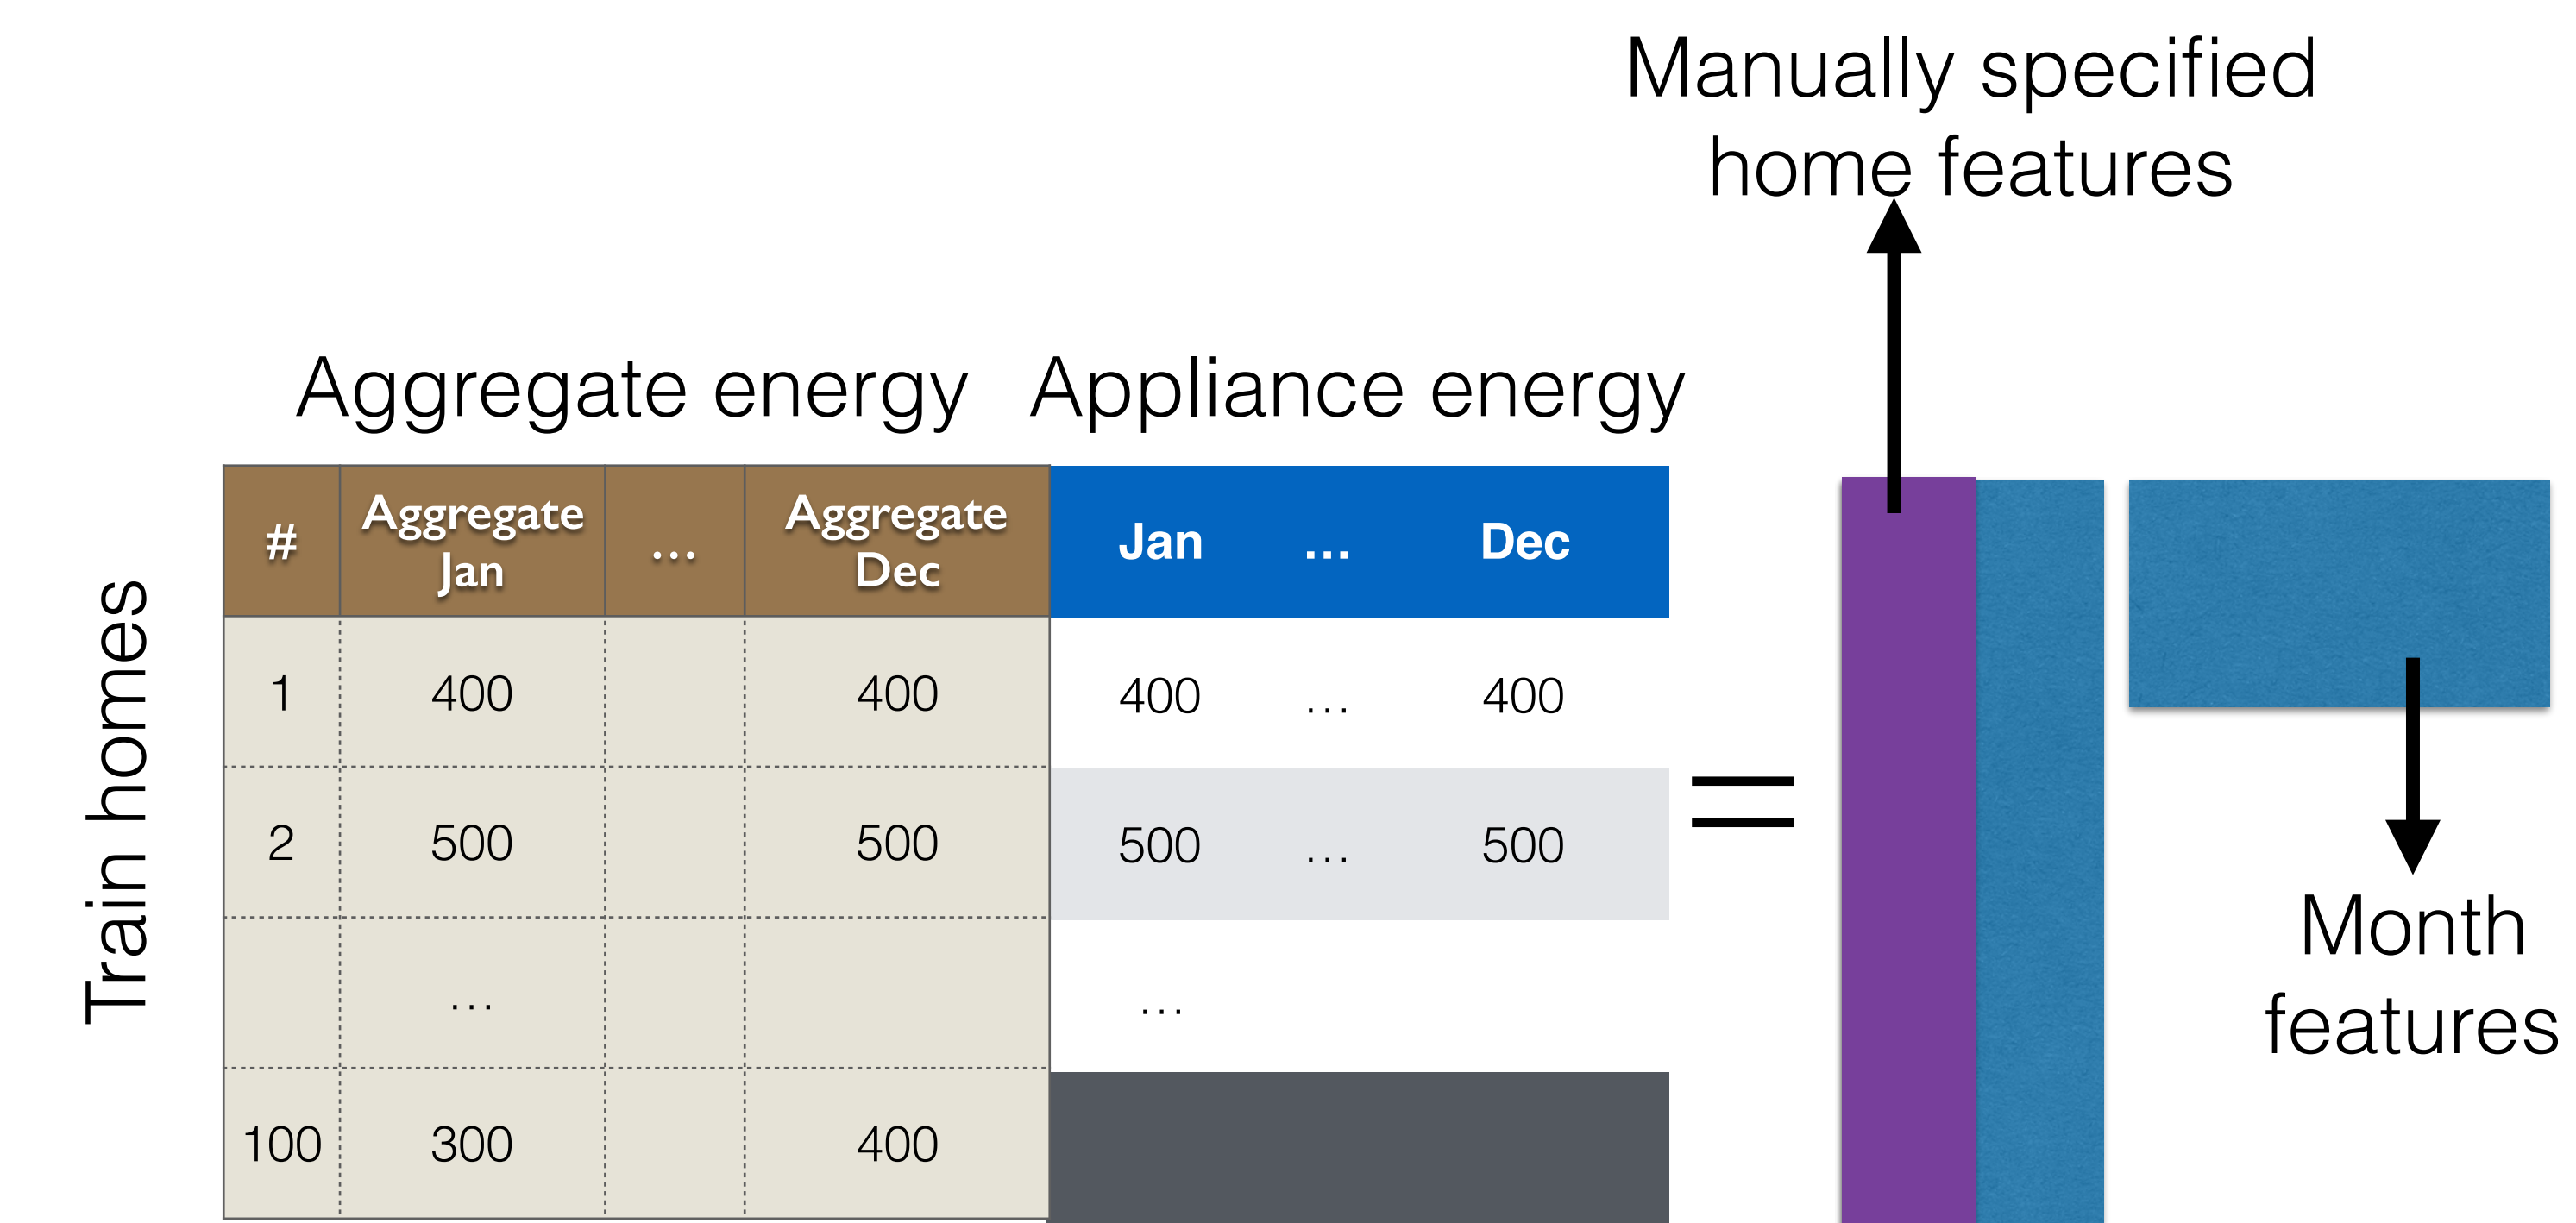 Manually specified
home features
Aggregate energy Appliance energy
# Aggregate Jan … Aggregate Dec Jan … Dec
1 400 400 400 … 400
2 500 500 500 … 500
… …
100 300 400
Train homes
=
Month
features